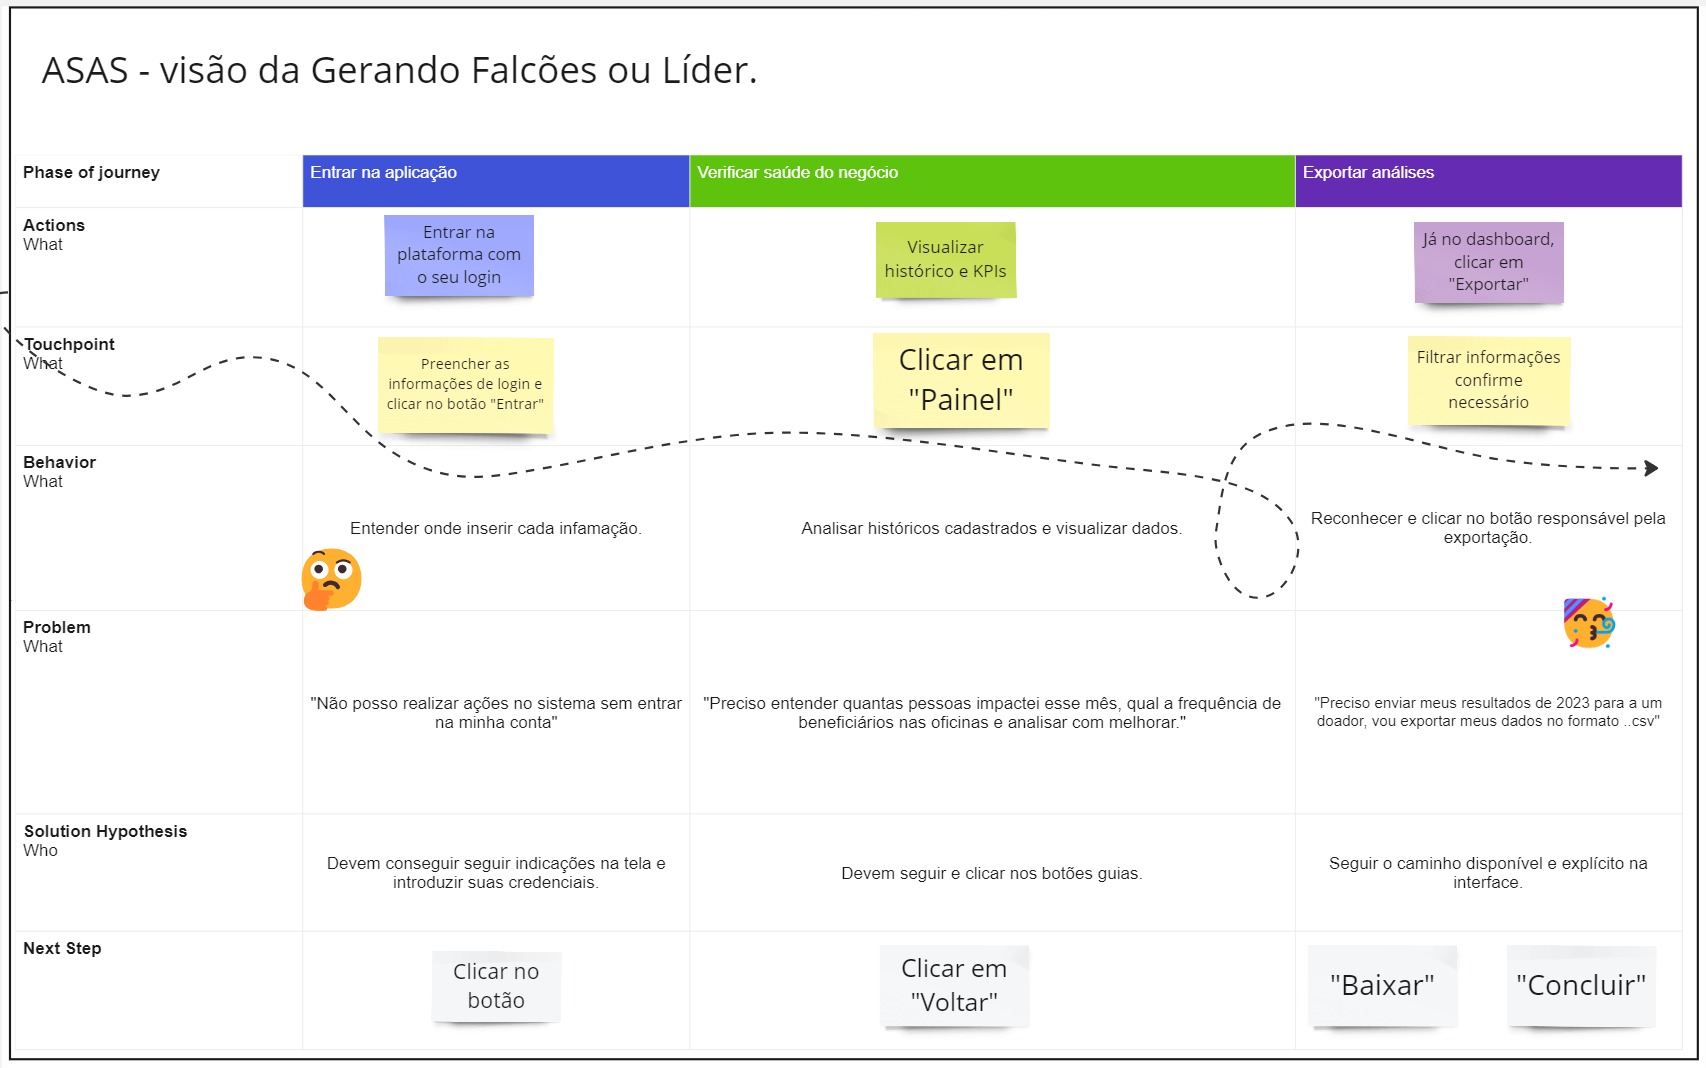 ASAS - visão da Gerando Falcões ou Líder.
Phase of journey
Entrar na aplicação
Verificar saúde do negócio
Exportar análises
Actions
What
Entrar na
plataforma com
o seu login
Visualizar
histórico e KPIs
Já no dashboard,
clicar em
"Exportar"
Touchpoint
What
Preencher as
informações de login e
clicar no botão "Entrar"
Clicar em
"Painel"
Filtrar informações
confirme
necessário
Behavior
What
Entender onde inserir cada infamação.
Analisar históricos cadastrados e visualizar dados.
Reconhecer e clicar no botão responsável pela
exportação.
Problem
What
"Não posso realizar ações no sistema sem entrar
na minha conta"
"Preciso entender quantas pessoas impactei esse mês, qual a frequência de
beneficiários nas oficinas e analisar com melhorar."
"Preciso enviar meus resultados de 2023 para a um
doador, vou exportar meus dados no formato ..csv"
Solution Hypothesis
Who
Devem conseguir seguir indicações na tela e
introduzir suas credenciais.
Devem seguir e clicar nos botões guias.
Seguir o caminho disponível e explícito na
interface.
Next Step
Clicar no
botão
Clicar em
"Voltar"
"Baixar"
"Concluir"